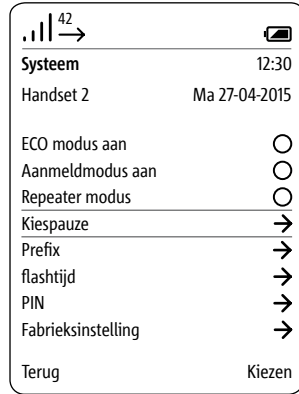 42
Systeem 12:30
Handset 2 Ma 27-04-2015
ECO modus aan
Aanmeldmodus aan
Repeater modus
Kiespauze
Prefix
flashtijd
PIN
Fabrieksinstelling
Terug Kiezen